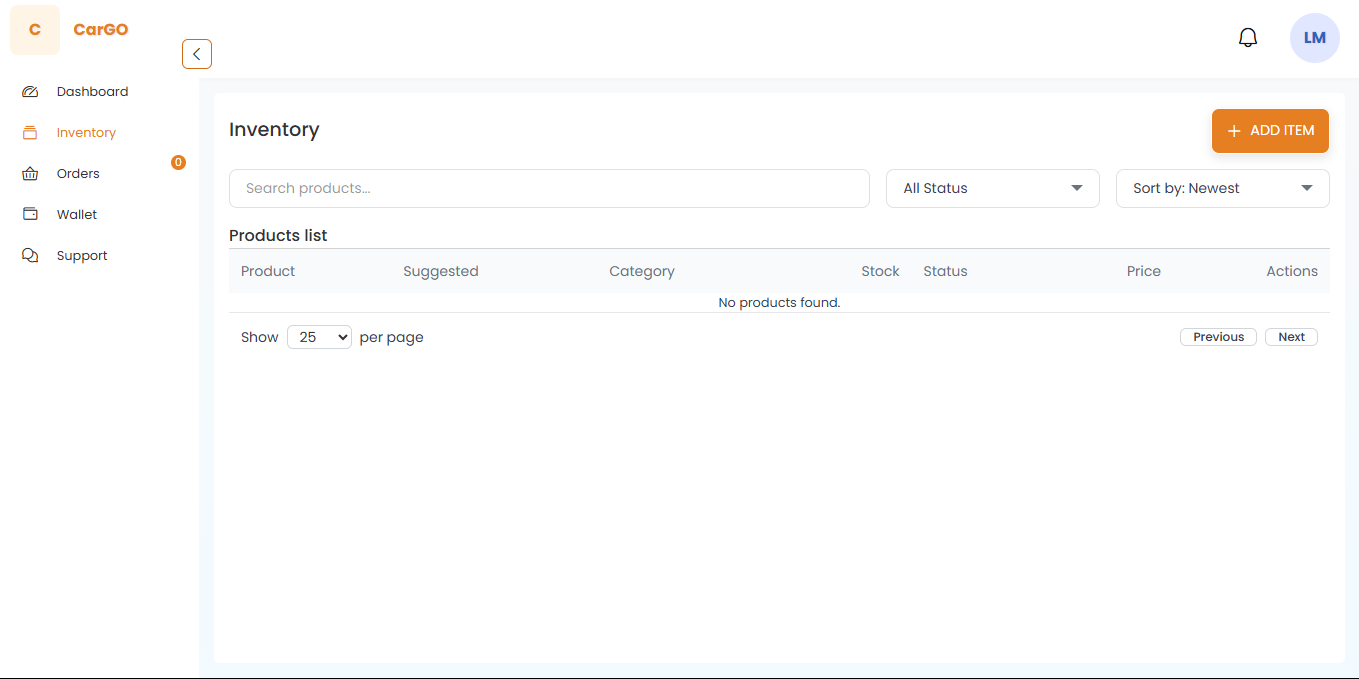 C CarGO
LM
Dashboard
Inventory
Orders 0
Wallet
Support
Inventory
ADD ITEM
Search products...
All Status
Sort by: Newest
Products list
Product Suggested Category Stock Status Price Actions
No products found.
Show 25 per page
Previous Next